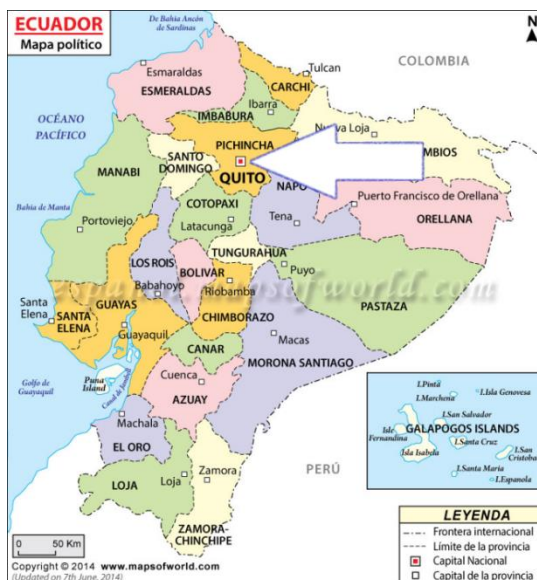 ECUADOR
Mapa político
De Bahía Ancón
de Sardinas
N
COLOMBIA
Tulcan
Esmeraldas
CARCHI
ESMERALDAS
Ibarra
IMBABURA
OCÉANO
PACÍFICO
Loja
PICHINCHA
SANTO
DOMINGO
MBIOS
QUITO
MANABI
NAPO
Puerto Francisco de Orellana
COTOPAXI
Bahía de Manta
Portoviejo
Latacunga
Tena
ORELLANA
TUNGURAHUA
LOS ROIS
BOLIVAR
Puyo
Babahoyo
Riobamba
GUAYAS
PASTAZA
Santa
Elena
SANTA
ELENA
CHIMBORAZO
Guayaquil
Macas
CANAR
MORONA SANTIAGO
Golfo de
Guayaquil
Puna
Island
Cuenca
AZUAY
Machala
EL ORO
PERÚ
Loja
Zamora
LOJA
ZAMORA-
CHINCHIPE
I.Pinta
I.Marchena
I.Isla Genovesa
I.San Salvador
GALAPOGOS ISLANDS
Isle
Fernandina
I.Santa Cruz
Isla Isabela
I.San
Cristobal
I.Santa Maria
I.Espanola
LEYENDA
Frontera internacional
Límite de la provincia
Capital Nacional
Capital de la provincia
0 50 Km
Copyright © 2014 www.mapsofworld.com
(Updated on 7th June, 2014)